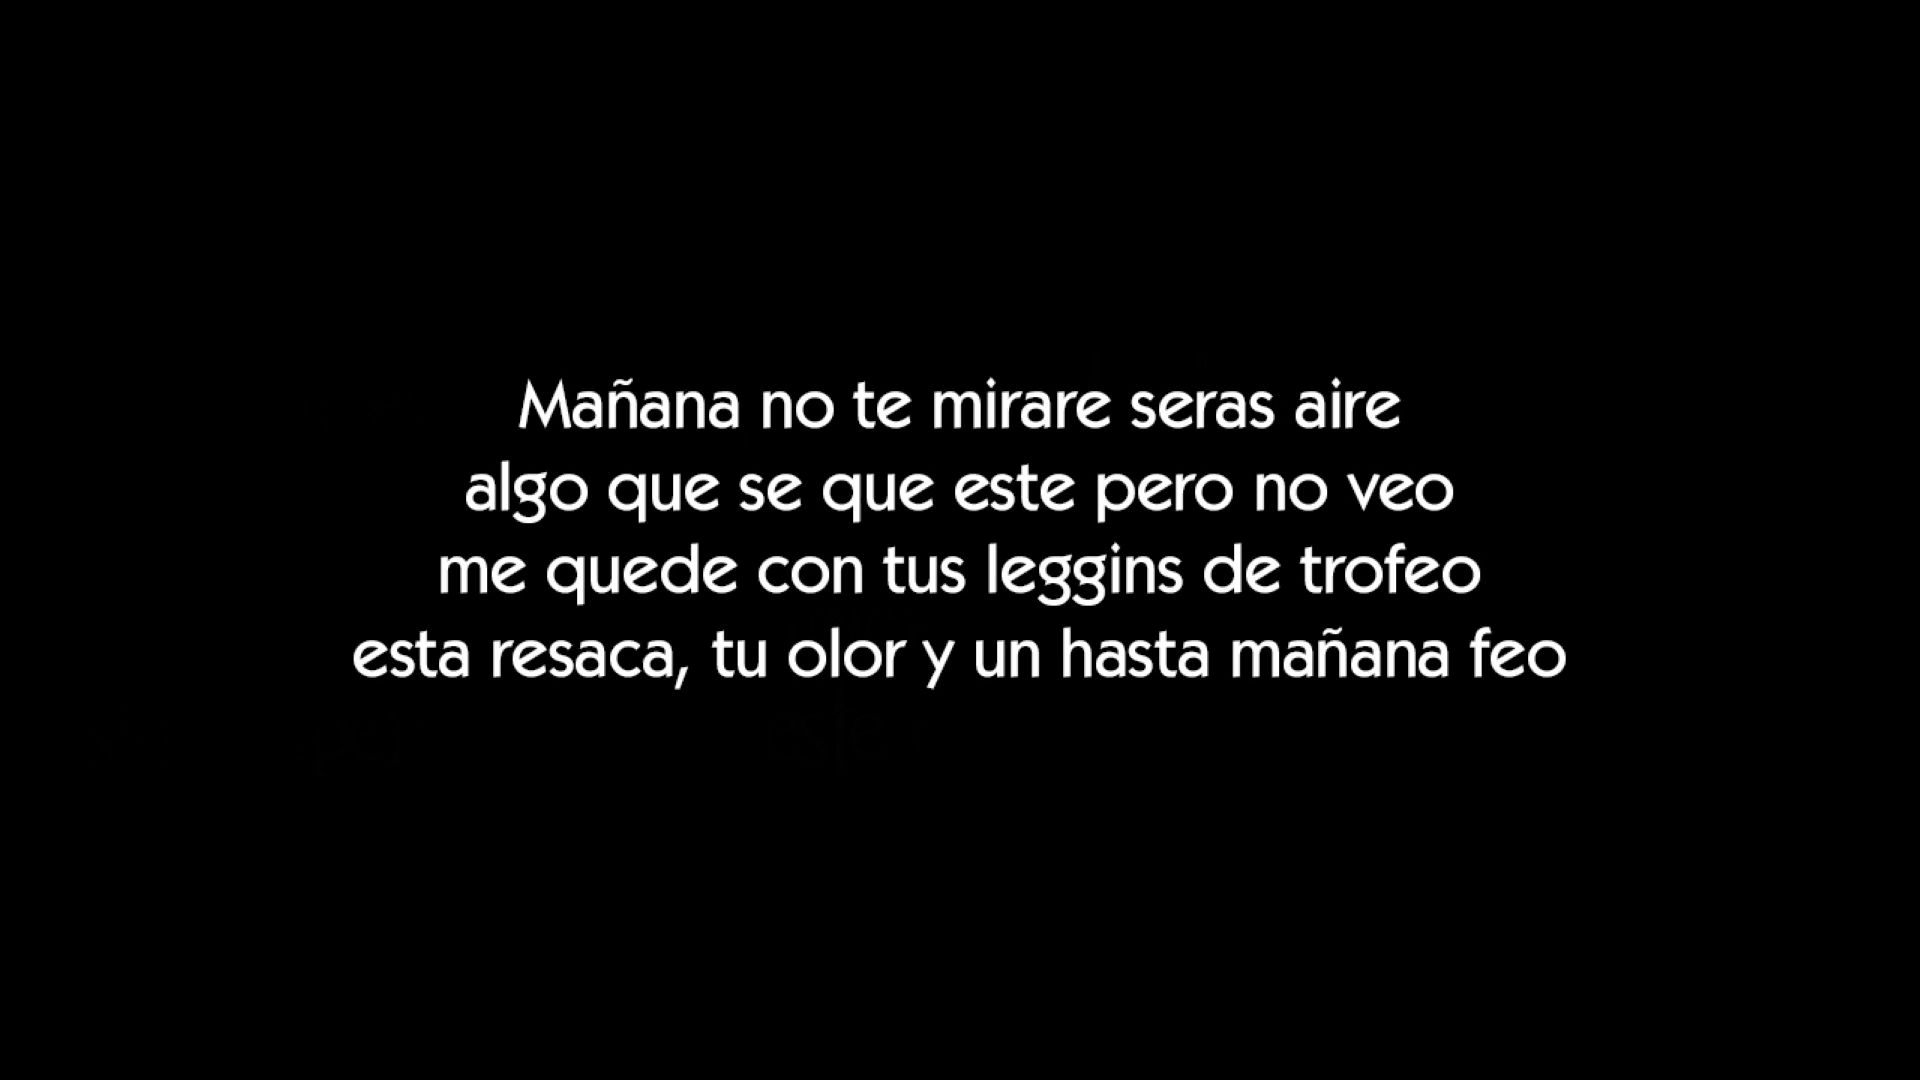 Mañana no te mirare seras aire
algo que se que este pero no veo
me quede con tus leggins de trofeo
esta resaca, tu olor y un hasta mañana feo